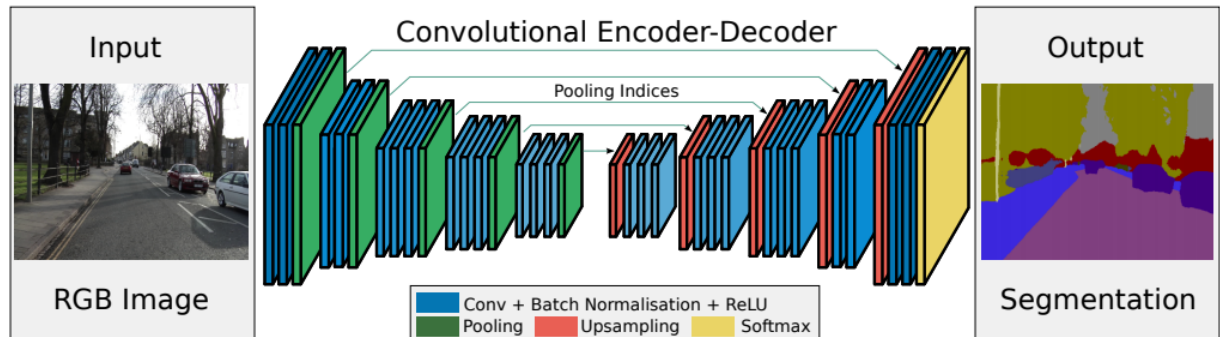 Input
RGB Image
Convolutional Encoder-Decoder
Pooling Indices
Conv + Batch Normalisation + ReLU
Pooling Upsampling Softmax
Output
Segmentation